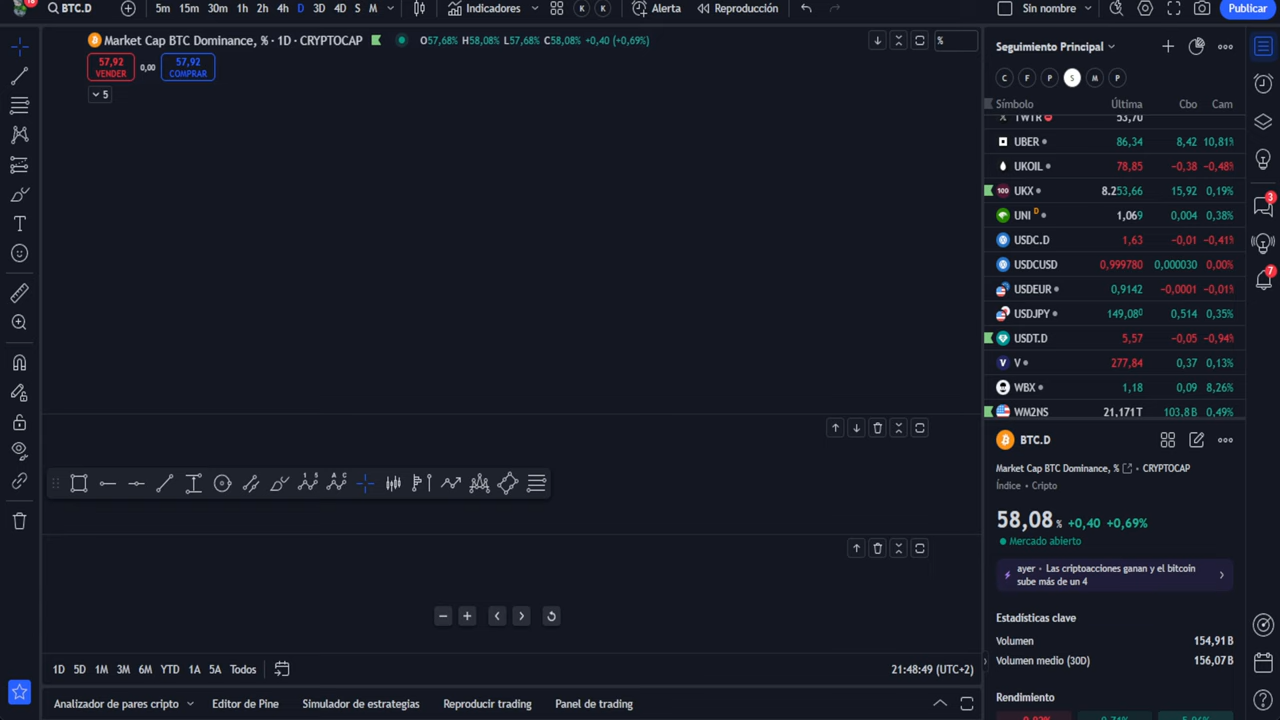 18
BTC.D
5m 15m 30m 1h 2h 4h D 3D 4D S M
Indicadores
K K
Alerta
Reproducción
Sin nombre
Publicar
Market Cap BTC Dominance, % · 1D · CRYPTOCAP
O57,68% H58,08% L57,68% C58,08% +0,40 (+0,69%)
%
57,92
VENDER
0,00
57,92
COMPRAR
5
Seguimiento Principal
C F P S M P
Símbolo Última Cbo Cam
TWTR 53,70
UBER 86,34 8,42 10,81%
UKOIL 78,85 −0,38 −0,48%
UKX 8.253,66 15,92 0,19%
UNI D 1,069 0,004 0,38%
USDC.D 1,63 −0,01 −0,41%
USDCUSD 0,999780 0,000030 0,00%
USDEUR 0,9142 −0,0001 −0,01%
USDJPY 149,080 0,514 0,35%
USDT.D 5,57 −0,05 −0,94%
V 277,84 0,37 0,13%
WBX 1,18 0,09 8,26%
WM2NS 21,171 T 103,8 B 0,49%
3
7
BTC.D
Market Cap BTC Dominance, % · CRYPTOCAP
Índice · Cripto
58,08 % +0,40 +0,69%
Mercado abierto
ayer · Las criptoacciones ganan y el bitcoin
sube más de un 4
Estadísticas clave
Volumen 154,91 B
Volumen medio (30D) 156,07 B
Rendimiento
1D 5D 1M 3M 6M YTD 1A 5A Todos
21:48:49 (UTC+2)
Analizador de pares cripto
Editor de Pine
Simulador de estrategias
Reproducir trading
Panel de trading